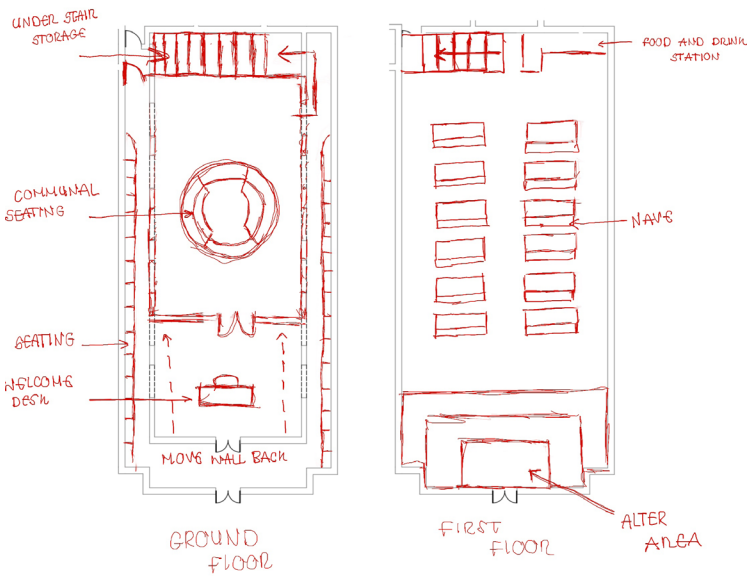 UNDER STAIR
STORAGE
COMMUNAL
SEATING
SEATING
WELCOME
DESK
MOVE WALL BACK
GROUND
FLOOR
FOOD AND DRINK
STATION
NAVE
ALTER
AREA
FIRST
FLOOR